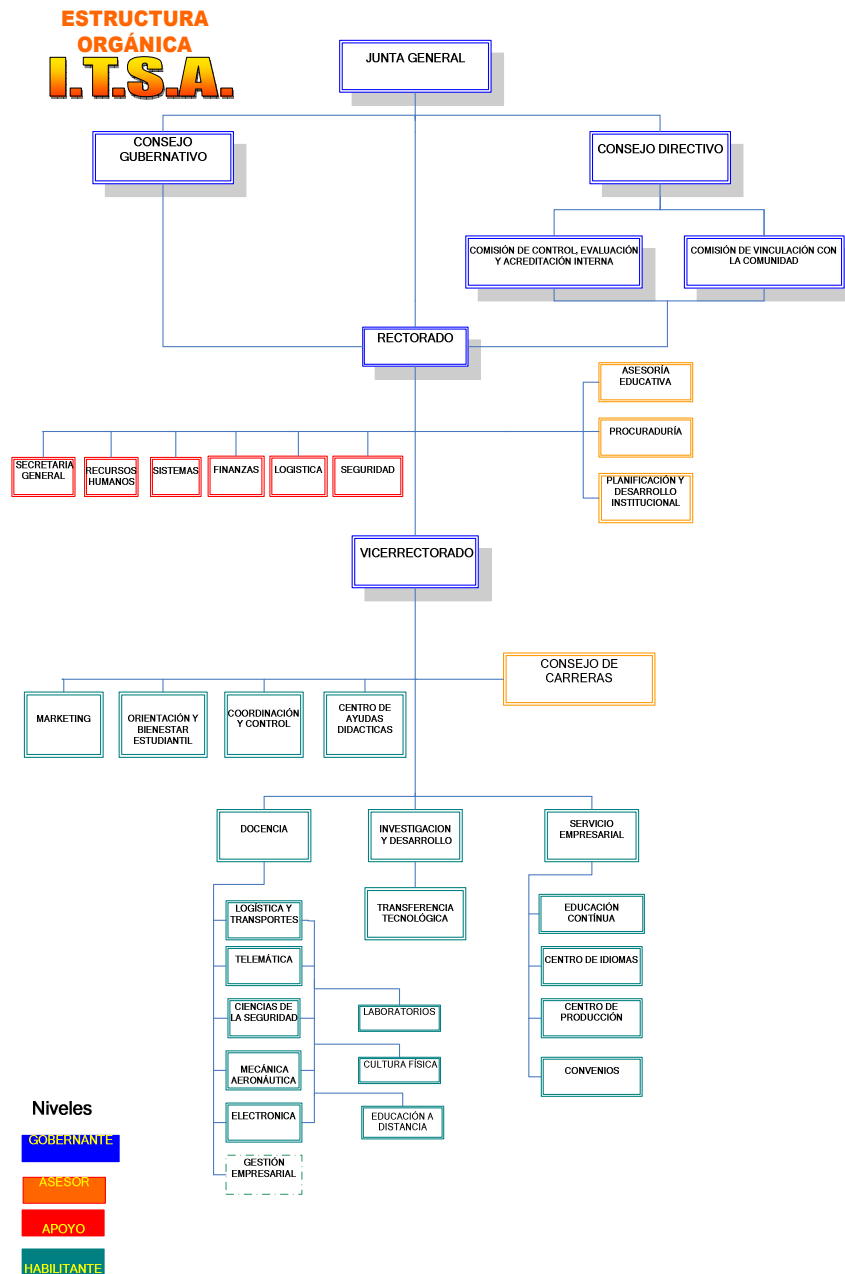 ESTRUCTURA
ORGÁNICA
I.T.S.A.
JUNTA GENERAL
CONSEJO
GUBERNATIVO
CONSEJO DIRECTIVO
COMISIÓN DE CONTROL, EVALUACIÓN
Y ACREDITACIÓN INTERNA
COMISIÓN DE VINCULACIÓN CON
LA COMUNIDAD
RECTORADO
ASESORÍA
EDUCATIVA
PROCURADURÍA
PLANIFICACIÓN Y
DESARROLLO
INSTITUCIONAL
SECRETARIA
GENERAL
RECURSOS
HUMANOS
SISTEMAS
FINANZAS
LOGISTICA
SEGURIDAD
VICERRECTORADO
CONSEJO DE
CARRERAS
MARKETING
ORIENTACIÓN Y
BIENESTAR
ESTUDIANTIL
COORDINACIÓN
Y CONTROL
CENTRO DE
AYUDAS
DIDACTICAS
DOCENCIA
INVESTIGACION
Y DESARROLLO
SERVICIO
EMPRESARIAL
LOGÍSTICA Y
TRANSPORTES
TELEMÁTICA
CIENCIAS DE
LA SEGURIDAD
MECÁNICA
AERONÁUTICA
ELECTRONICA
GESTIÓN
EMPRESARIAL
TRANSFERENCIA
TECNOLÓGICA
LABORATORIOS
CULTURA FÍSICA
EDUCACIÓN A
DISTANCIA
EDUCACIÓN
CONTÍNUA
CENTRO DE IDIOMAS
CENTRO DE
PRODUCCIÓN
CONVENIOS
Niveles
GOBERNANTE
ASESOR
APOYO
HABILITANTE